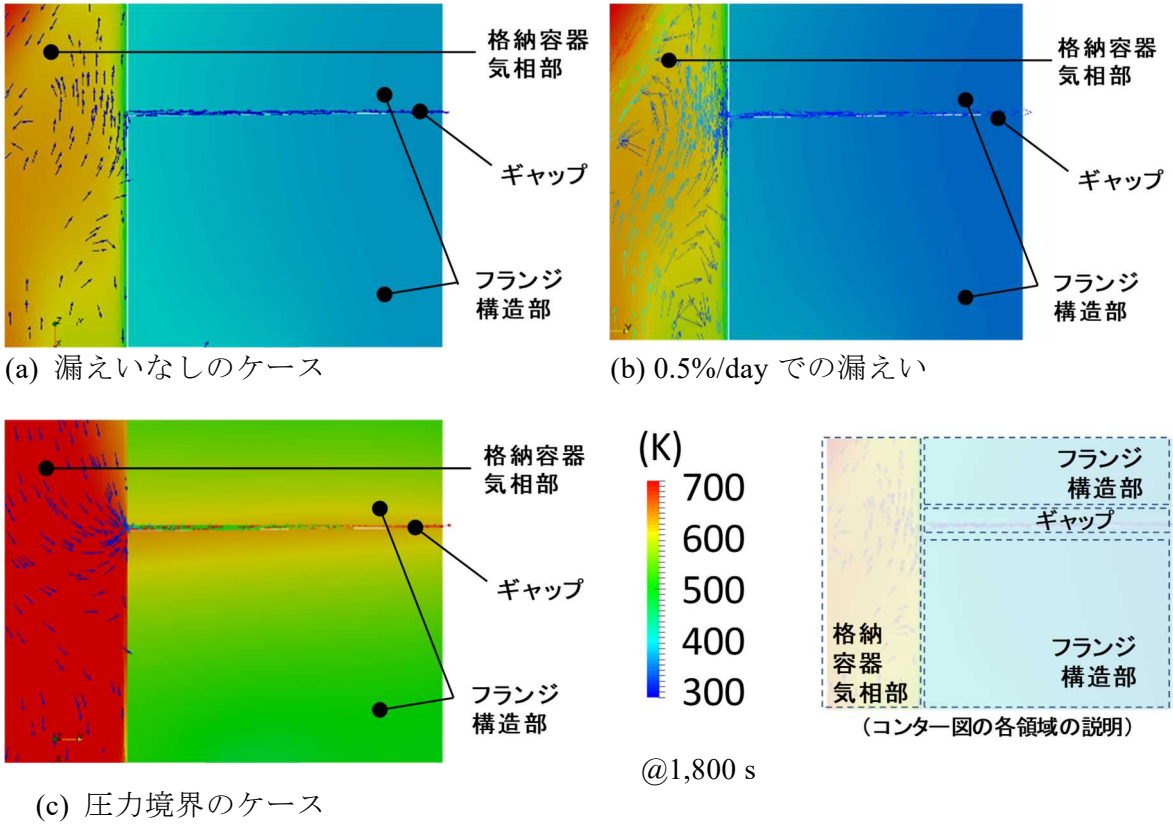 格納容器
気相部
ギャップ
フランジ
構造部
(a) 漏えいなしのケース
格納容器
気相部
ギャップ
フランジ
構造部
(b) 0.5%/day での漏えい
格納容器
気相部
ギャップ
フランジ
構造部
(c) 圧力境界のケース
(K)
700
600
500
400
300
@1,800 s
フランジ
構造部
ギャップ
格納
容器
気相部
フランジ
構造部
(コンター図の各領域の説明)